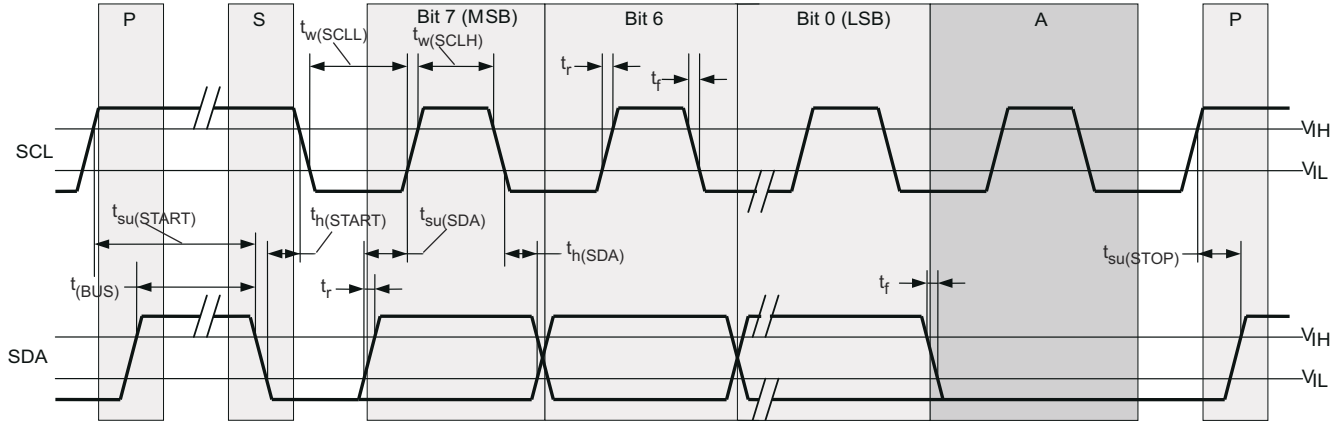 P S Bit 7 (MSB) Bit 6 Bit 0 (LSB) A P
tw(SCLL) tw(SCLH) tr tf
VIH
SCL
VIL
tsu(START) th(START) tsu(SDA) th(SDA) tsu(STOP)
t(BUS) tr tf
VIH
SDA
VIL